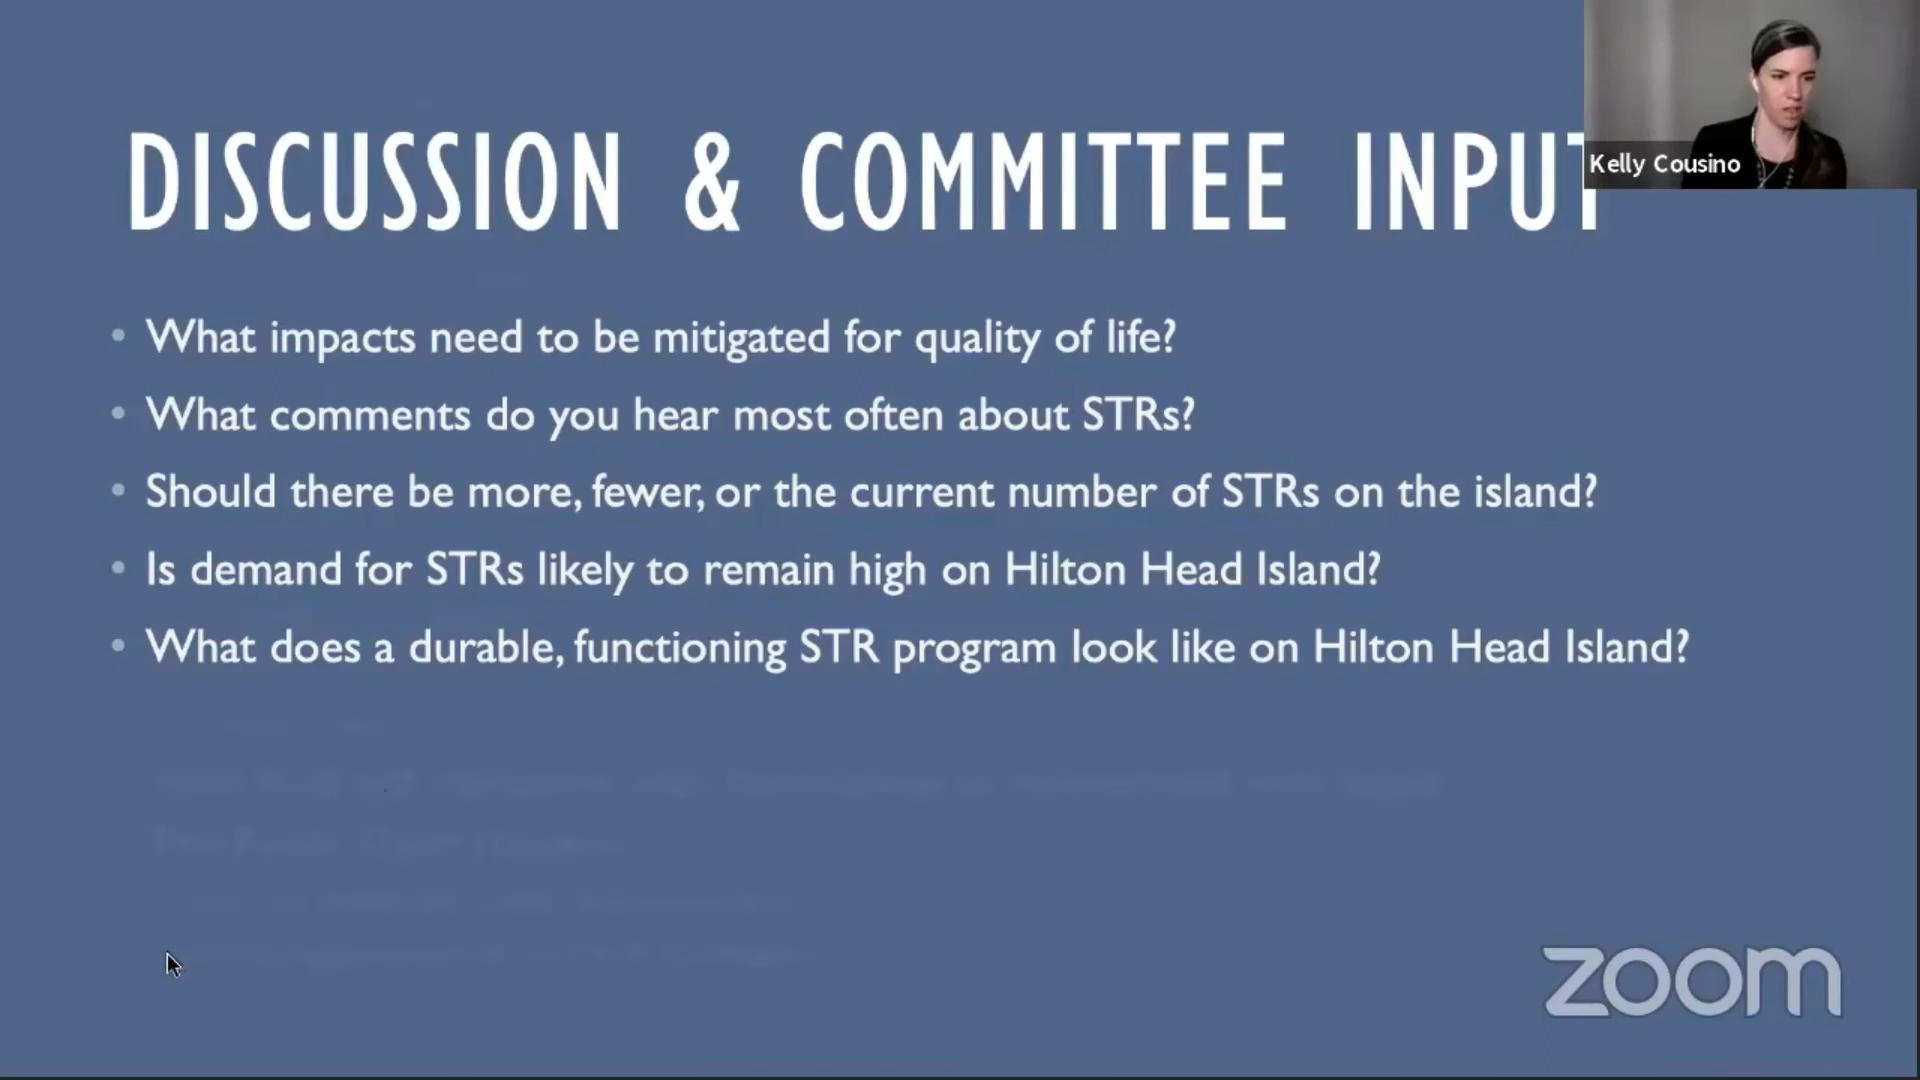 DISCUSSION & COMMITTEE INPUT
Kelly Cousino
• What impacts need to be mitigated for quality of life?
• What comments do you hear most often about STRs?
• Should there be more, fewer, or the current number of STRs on the island?
• Is demand for STRs likely to remain high on Hilton Head Island?
• What does a durable, functioning STR program look like on Hilton Head Island?
zoom